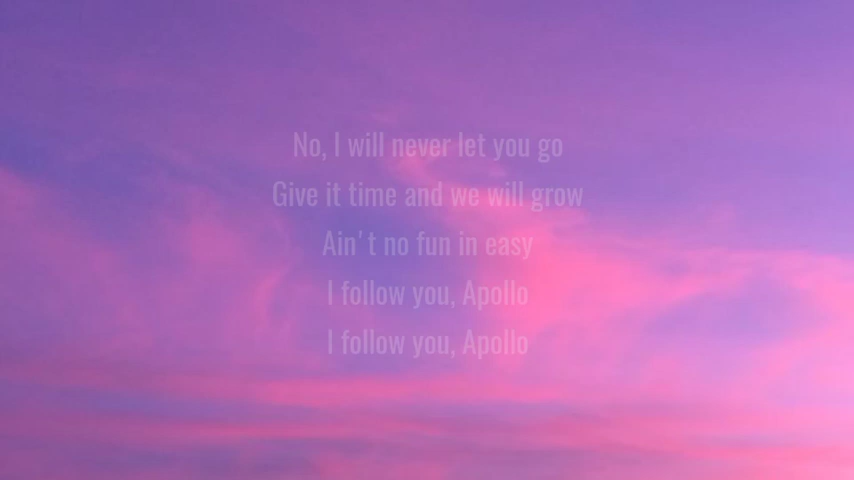 No, I will never let you go
Give it time and we will grow
Ain't no fun in easy
I follow you, Apollo
I follow you, Apollo